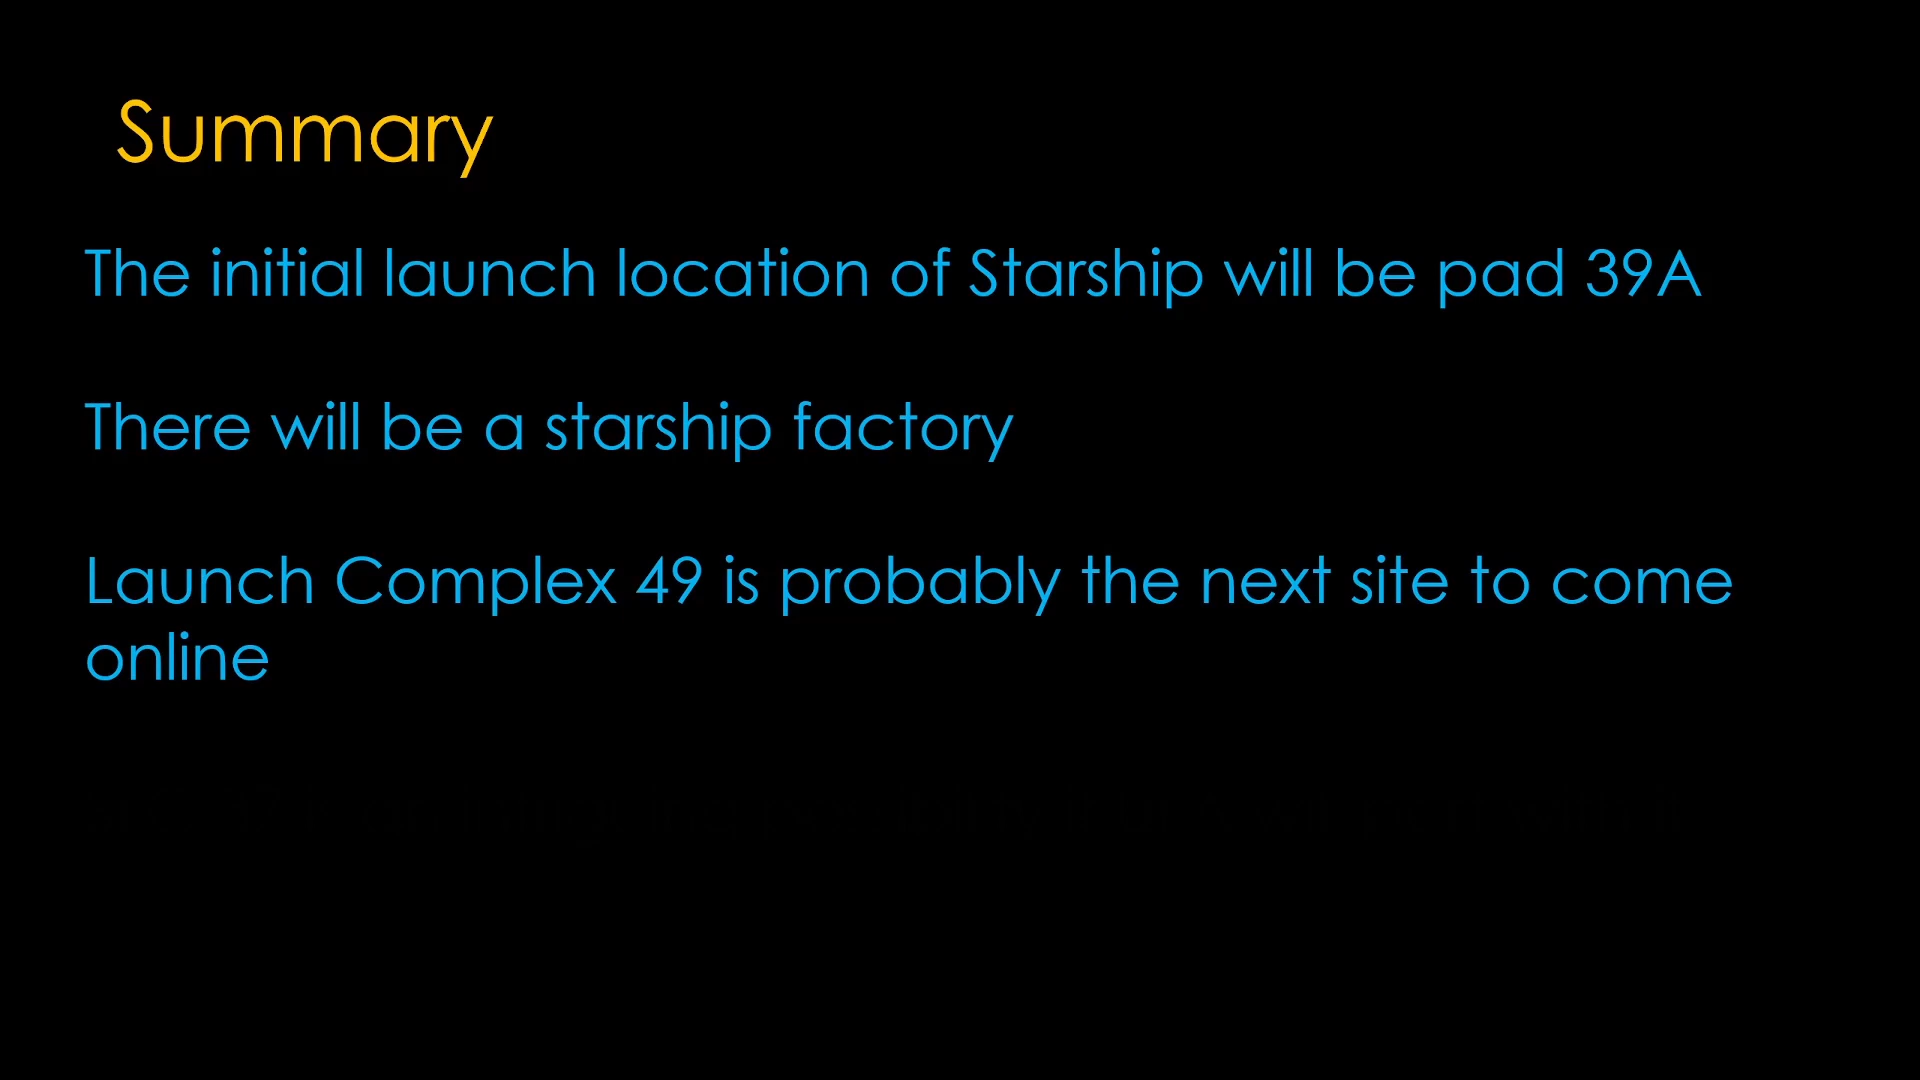 Summary
The initial launch location of Starship will be pad 39A
There will be a starship factory
Launch Complex 49 is probably the next site to come
online